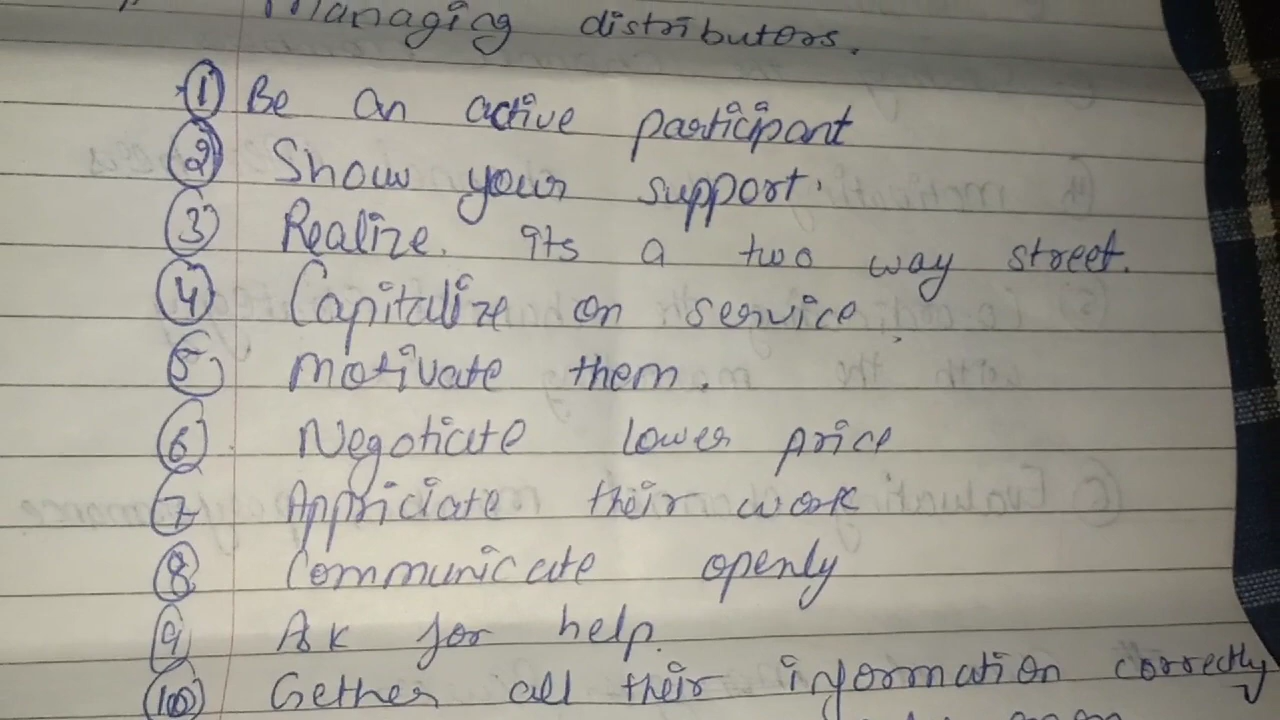 Managing distributors.
① Be an active participant
② Show your support.
③ Realize. its a two way street.
④ Capitalize on service.
⑤ motivate them.
⑥ Negoticate lower price
⑦ Appriciate their work
⑧ Communicate openly
⑨ Ask for help.
⑩ Gether all their information correctly